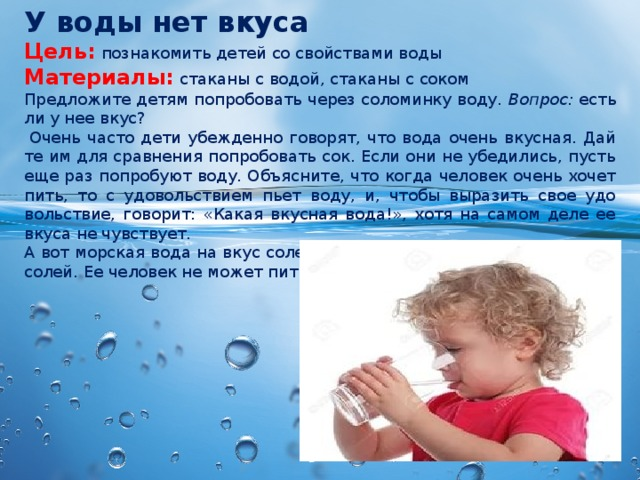 У воды нет вкуса
Цель: познакомить детей со свойствами воды
Материалы: стаканы с водой, стаканы с соком
Предложите детям попробовать через соломинку воду. Вопрос: есть
ли у нее вкус?
Очень часто дети убежденно говорят, что вода очень вкусная. Дай
те им для сравнения попробовать сок. Если они не убедились, пусть
еще раз попробуют воду. Объясните, что когда человек очень хочет
пить, то с удовольствием пьет воду, и, чтобы выразить свое удо
вольствие, говорит: «Какая вкусная вода!», хотя на самом деле ее
вкуса не чувствует.
А вот морская вода на вкус соле
солей. Ее человек не может пит